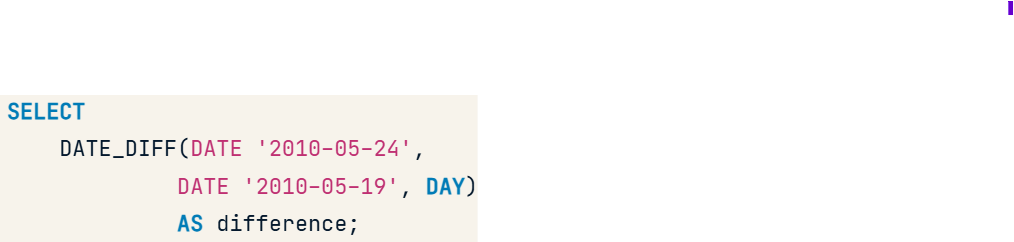 SELECT
DATE_DIFF(DATE '2010-05-24',
DATE '2010-05-19', DAY)
AS difference;